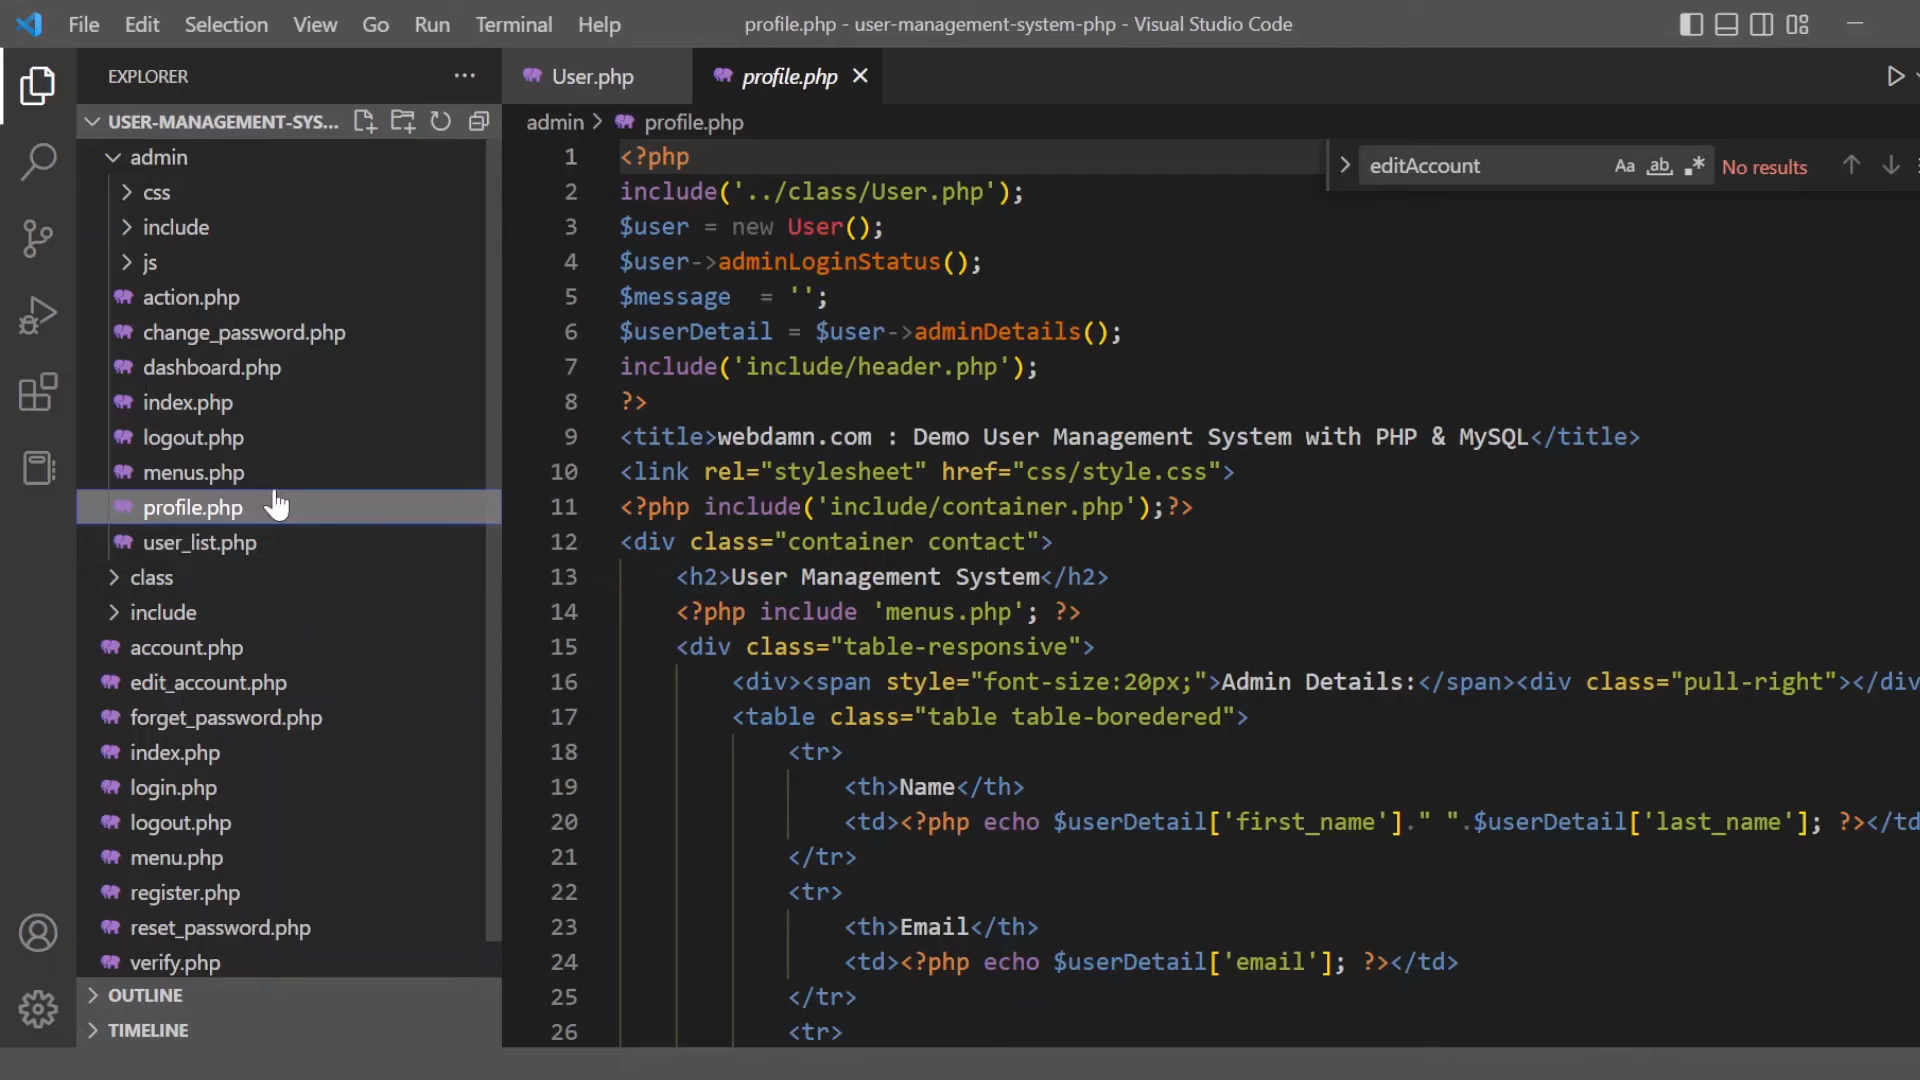 File Edit Selection View Go Run Terminal Help profile.php - user-management-system-php - Visual Studio Code
EXPLORER
USER-MANAGEMENT-SYS...
admin
css
include
js
action.php
change_password.php
dashboard.php
index.php
logout.php
menus.php
profile.php
user_list.php
class
include
account.php
edit_account.php
forget_password.php
index.php
login.php
logout.php
menu.php
register.php
reset_password.php
verify.php
OUTLINE
TIMELINE
User.php profile.php
admin > profile.php
editAccount Aa ab .* No results
1 <?php
2 include('../class/User.php');
3 $user = new User();
4 $user->adminLoginStatus();
5 $message  = '';
6 $userDetail = $user->adminDetails();
7 include('include/header.php');
8 ?>
9 <title>webdamn.com : Demo User Management System with PHP & MySQL</title>
10 <link rel="stylesheet" href="css/style.css">
11 <?php include('include/container.php');?>
12 <div class="container contact">
13 <h2>User Management System</h2>
14 <?php include 'menus.php'; ?>
15 <div class="table-responsive">
16 <div><span style="font-size:20px;">Admin Details:</span><div class="pull-right"></div
17 <table class="table table-boredered">
18 <tr>
19 <th>Name</th>
20 <td><?php echo $userDetail['first_name']." ".$userDetail['last_name']; ?></td
21 </tr>
22 <tr>
23 <th>Email</th>
24 <td><?php echo $userDetail['email']; ?></td>
25 </tr>
26 <tr>